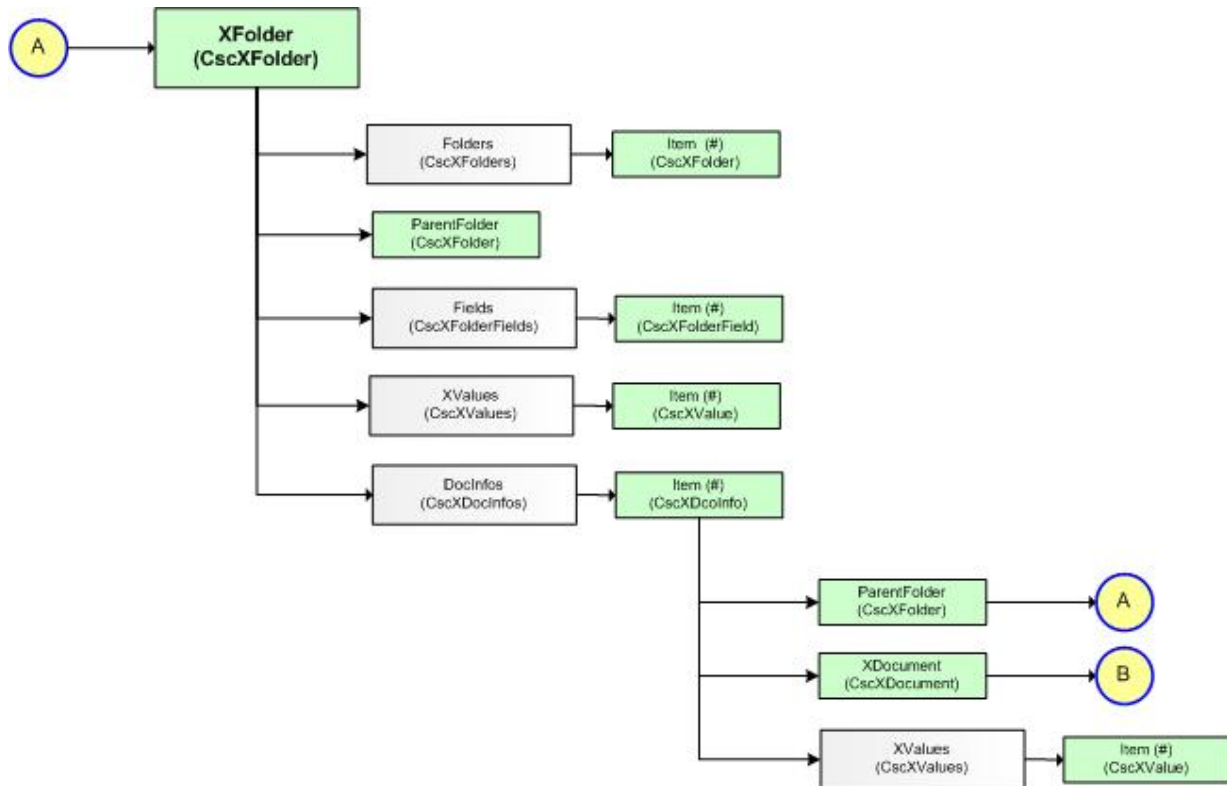 A
XFolder
(CscXFolder)
Folders
(CscXFolders)
Item (#)
(CscXFolder)
ParentFolder
(CscXFolder)
Fields
(CscXFolderFields)
Item (#)
(CscXFolderField)
XValues
(CscXValues)
Item (#)
(CscXValue)
DocInfos
(CscXDocInfos)
Item (#)
(CscXDcoInfo)
ParentFolder
(CscXFolder)
A
XDocument
(CscXDocument)
B
XValues
(CscXValues)
Item (#)
(CscXValue)